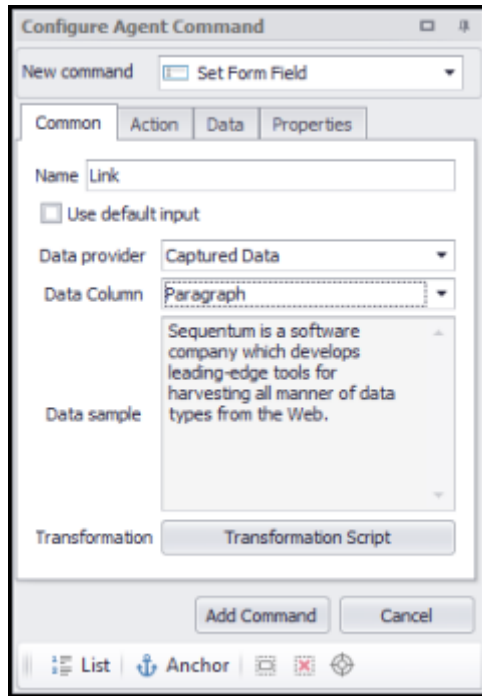 Configure Agent Command
New command Set Form Field
Common Action Data Properties
Name Link
Use default input
Data provider Captured Data
Data Column Paragraph
Sequentum is a software
company which develops
leading-edge tools for
harvesting all manner of data
Data sample types from the Web.
Transformation Transformation Script
Add Command Cancel
List Anchor